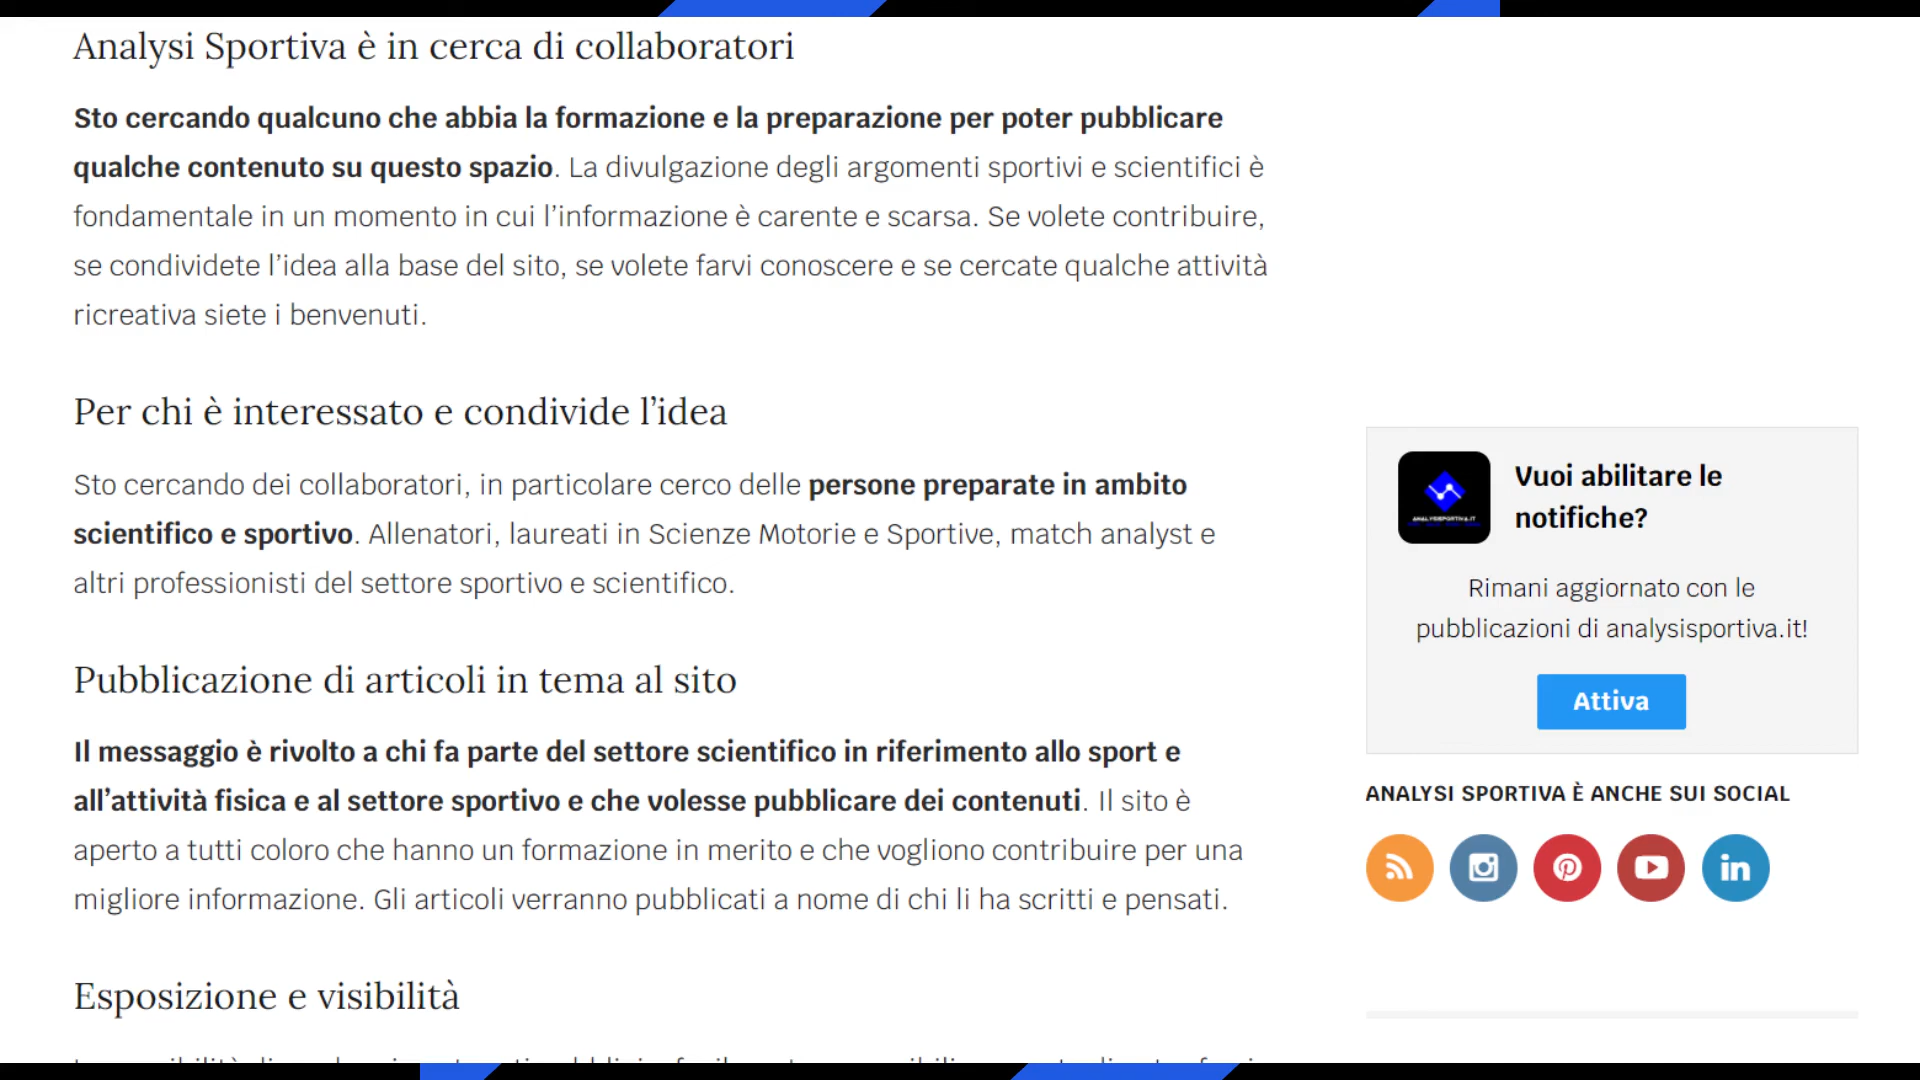 Analysi Sportiva è in cerca di collaboratori
Sto cercando qualcuno che abbia la formazione e la preparazione per poter pubblicare
qualche contenuto su questo spazio. La divulgazione degli argomenti sportivi e scientifici è
fondamentale in un momento in cui l’informazione è carente e scarsa. Se volete contribuire,
se condividete l’idea alla base del sito, se volete farvi conoscere e se cercate qualche attività
ricreativa siete i benvenuti.
Per chi è interessato e condivide l’idea
Sto cercando dei collaboratori, in particolare cerco delle persone preparate in ambito
scientifico e sportivo. Allenatori, laureati in Scienze Motorie e Sportive, match analyst e
altri professionisti del settore sportivo e scientifico.
Pubblicazione di articoli in tema al sito
Il messaggio è rivolto a chi fa parte del settore scientifico in riferimento allo sport e
all’attività fisica e al settore sportivo e che volesse pubblicare dei contenuti. Il sito è
aperto a tutti coloro che hanno un formazione in merito e che vogliono contribuire per una
migliore informazione. Gli articoli verranno pubblicati a nome di chi li ha scritti e pensati.
Esposizione e visibilità
ANALYSISPORTIVA.IT
Vuoi abilitare le
notifiche?
Rimani aggiornato con le
pubblicazioni di analysisportiva.it!
Attiva
ANALYSI SPORTIVA È ANCHE SUI SOCIAL
in